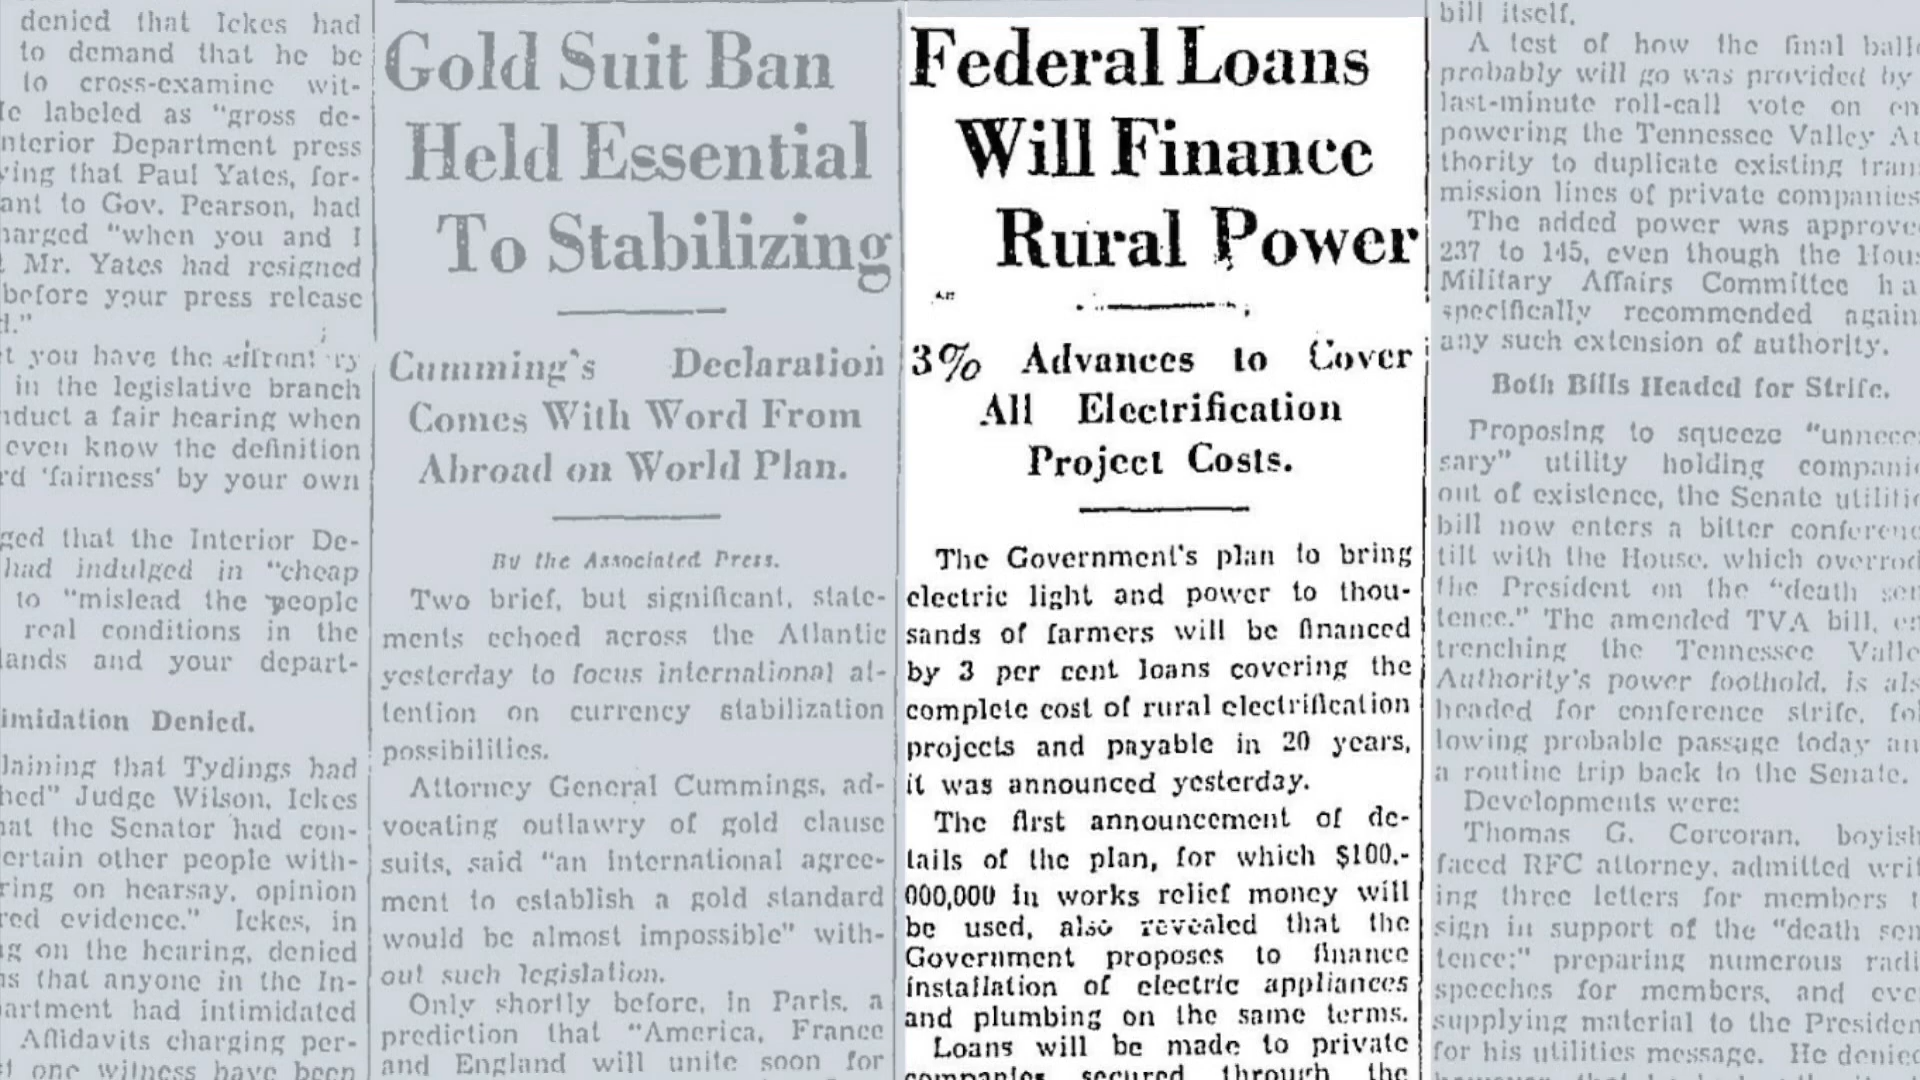 denied that Ickes had
to demand that he be
to cross-examine wit-
le labeled as "gross de-
nterior Department press
ying that Paul Yates, for-
ant to Gov. Pearson, had
harged "when you and I
Mr. Yates had resigned
before your press release
d."
t you have the effrontery
in the legislative branch
nduct a fair hearing when
even know the definition
rd 'fairness' by your own
ged that the Interior De-
had indulged in "cheap
to "mislead the people
real conditions in the
lands and your depart-
imidation Denied.
laining that Tydings had
hed" Judge Wilson, Ickes
hat the Senator had con-
ertain other people with-
ring on hearsay, opinion
red evidence." Ickes, in
g on the hearing, denied
ns that anyone in the In-
partment had intimidated
Affidavits charging per-
t one witness have been
Gold Suit Ban
Held Essential
To Stabilizing
Cumming's Declaration
Comes With Word From
Abroad on World Plan.
By the Associated Press.
Two brief, but significant, state-
ments echoed across the Atlantic
yesterday to focus international at-
tention on currency stabilization
possibilities.
Attorney General Cummings, ad-
vocating outlawry of gold clause
suits, said "an international agree-
ment to establish a gold standard
would be almost impossible" with-
out such legislation.
Only shortly before, in Paris, a
prediction that "America, France
and England will unite soon for
Federal Loans
Will Finance
Rural Power
3% Advances to Cover
All Electrification
Project Costs.
The Government's plan to bring
electric light and power to thou-
sands of farmers will be financed
by 3 per cent loans covering the
complete cost of rural electrification
projects and payable in 20 years,
it was announced yesterday.
The first announcement of de-
tails of the plan, for which $100,-
000,000 in works relief money will
be used, also revealed that the
Government proposes to finance
installation of electric appliances
and plumbing on the same terms.
Loans will be made to private
companies secured through the
bill itself.
A test of how the final ballo
probably will go was provided by
last-minute roll-call vote on em
powering the Tennessee Valley Au
thority to duplicate existing trans
mission lines of private companies
The added power was approved
237 to 145, even though the Hous
Military Affairs Committee ha
specifically recommended again
any such extension of authority.
Both Bills Headed for Strife.
Proposing to squeeze "unneces
sary" utility holding companie
out of existence, the Senate utilitie
bill now enters a bitter conferenc
tilt with the House, which overrod
the President on the "death sen
tence." The amended TVA bill, en
trenching the Tennessee Valle
Authority's power foothold, is als
headed for conference strife, fol
lowing probable passage today an
a routine trip back to the Senate.
Developments were:
Thomas G. Corcoran, boyish
faced RFC attorney, admitted writ
ing three letters for members t
sign in support of the "death sen
tence;" preparing numerous radi
speeches for members, and eve
supplying material to the Presiden
for his utilities message. He denied